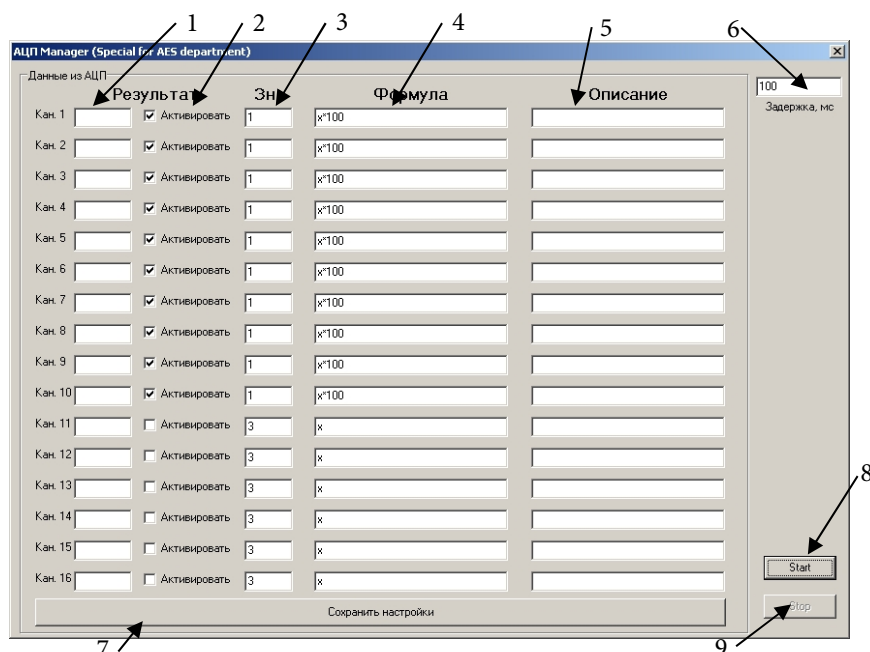 1 2 3 4 5 6
АЦП Manager (Special for AES department)
Данные из АЦП
Результат Зн Формула Описание
100
Задержка, мс
Кан. 1 Активировать 1 x*100
Кан. 2 Активировать 1 x*100
Кан. 3 Активировать 1 x*100
Кан. 4 Активировать 1 x*100
Кан. 5 Активировать 1 x*100
Кан. 6 Активировать 1 x*100
Кан. 7 Активировать 1 x*100
Кан. 8 Активировать 1 x*100
Кан. 9 Активировать 1 x*100
Кан. 10 Активировать 1 x*100
Кан. 11 Активировать 3 x
Кан. 12 Активировать 3 x
Кан. 13 Активировать 3 x
8
Кан. 14 Активировать 3 x
Кан. 15 Активировать 3 x
Кан. 16 Активировать 3 x
Start
Сохранить настройки
Stop
7 9